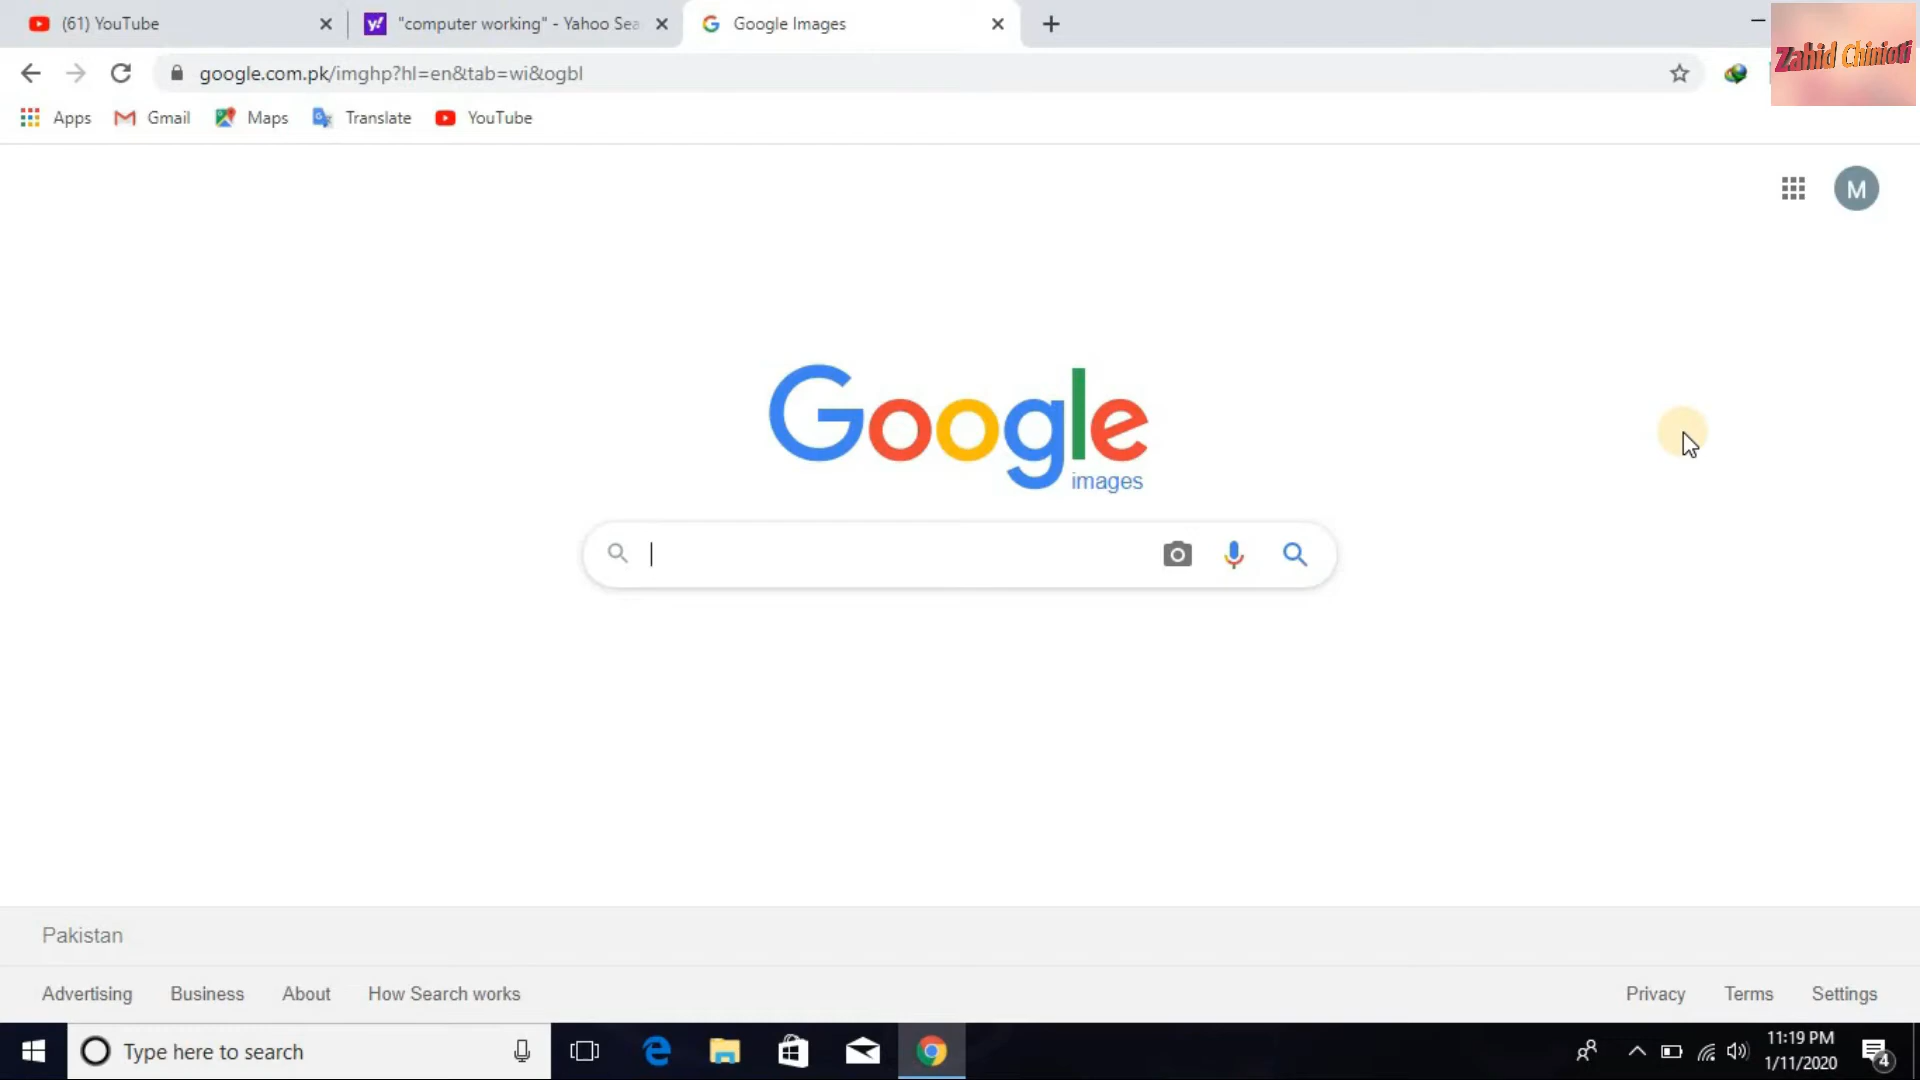 (61) YouTube
"computer working" - Yahoo Sea
Google Images
google.com.pk/imghp?hl=en&tab=wi&ogbl
Zahid Chinioti
Apps
Gmail
Maps
Translate
YouTube
M
Google
images
Pakistan
Advertising
Business
About
How Search works
Privacy
Terms
Settings
Type here to search
11:19 PM
1/11/2020
4